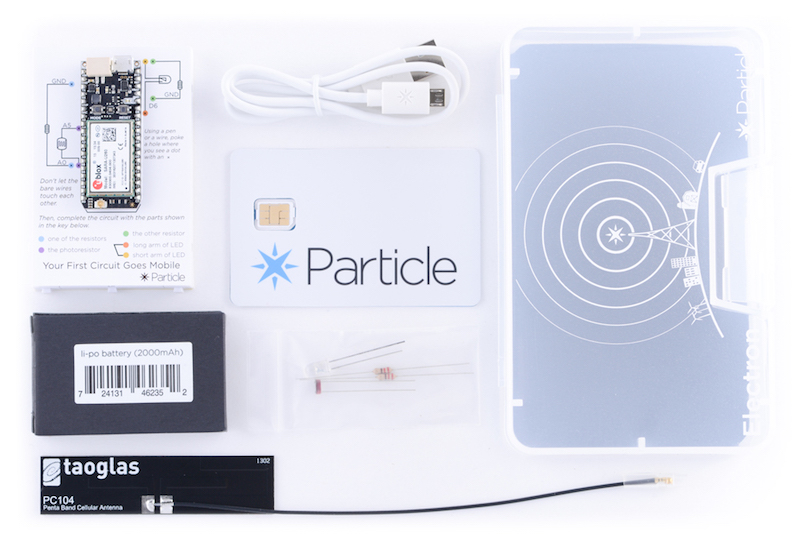 GND
GND
D6
A5
A0
Using a pen
or a wire, poke
a hole where
you see a dot
with an
Don't let the
bare wires
touch each
other.
Then, complete the circuit with the parts shown
in the key below.
one of the resistors
the other resistor
the photoresistor
long arm of LED
short arm of LED
Your First Circuit Goes Mobile
Particle
blox
Particle
Particle
Electron
li-po battery (2000mAh)
7 24131 46235 2
taoglas
1302
PC104
Penta Band Cellular Antenna